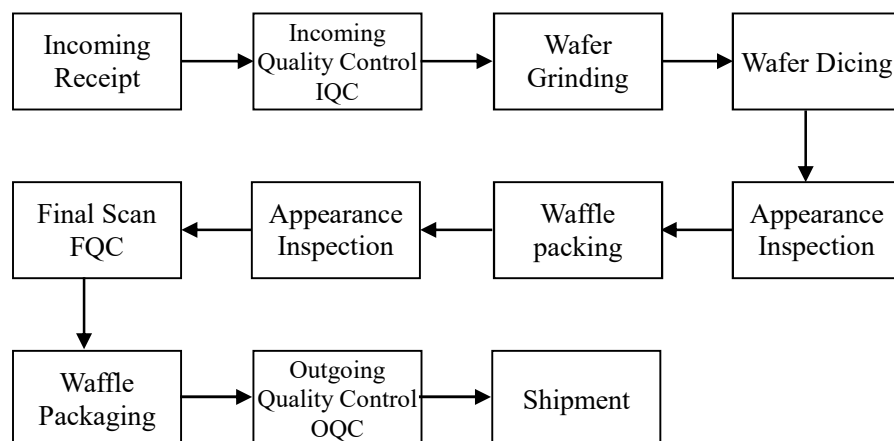 Incoming
Receipt
Incoming
Quality Control
IQC
Wafer
Grinding
Wafer Dicing
Final Scan
FQC
Appearance
Inspection
Waffle
packing
Appearance
Inspection
Waffle
Packaging
Outgoing
Quality Control
OQC
Shipment